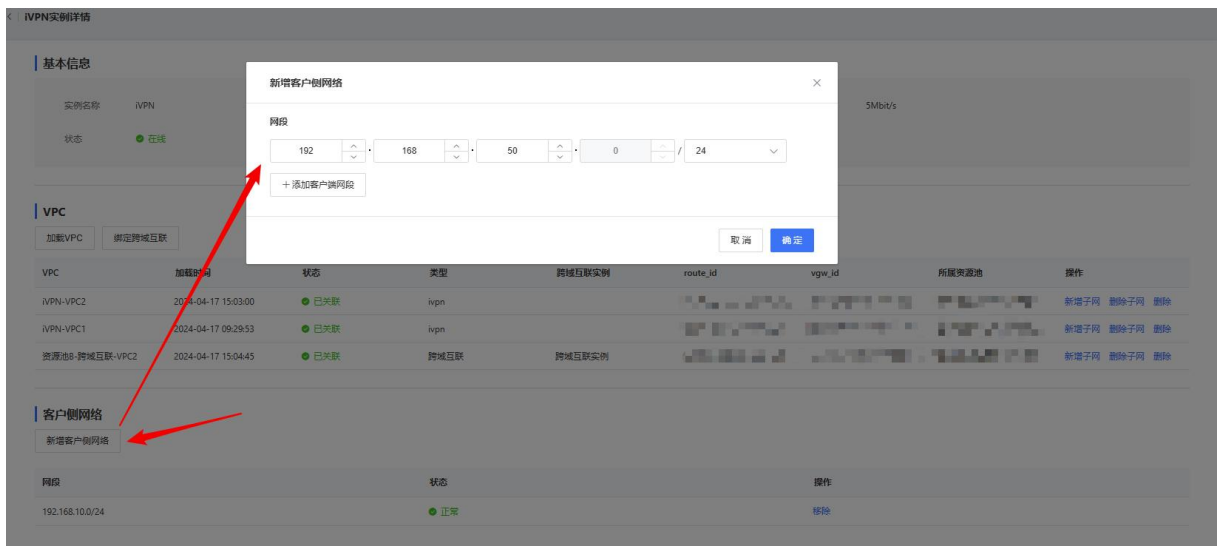 iVPN实例详情
基本信息
实例名称 iVPN 5Mbit/s
状态 在线
新增客户侧网络
网段
192 . 168 . 50 . 0 / 24
+ 添加客户端网段
取消 确定
VPC
加载VPC 绑定跨域互联
VPC 加载时间 状态 类型 跨域互联实例 route_id vgw_id 所属资源池 操作
iVPN-VPC2 2024-04-17 15:03:00 已关联 ivpn 新增子网 删除子网 删除
iVPN-VPC1 2024-04-17 09:29:53 已关联 ivpn 新增子网 删除子网 删除
资源池8-跨域互联-VPC2 2024-04-17 15:04:45 已关联 跨域互联 跨域互联实例 新增子网 删除子网 删除
客户侧网络
新增客户侧网络
网段 状态 操作
192.168.10.0/24 正常 移除